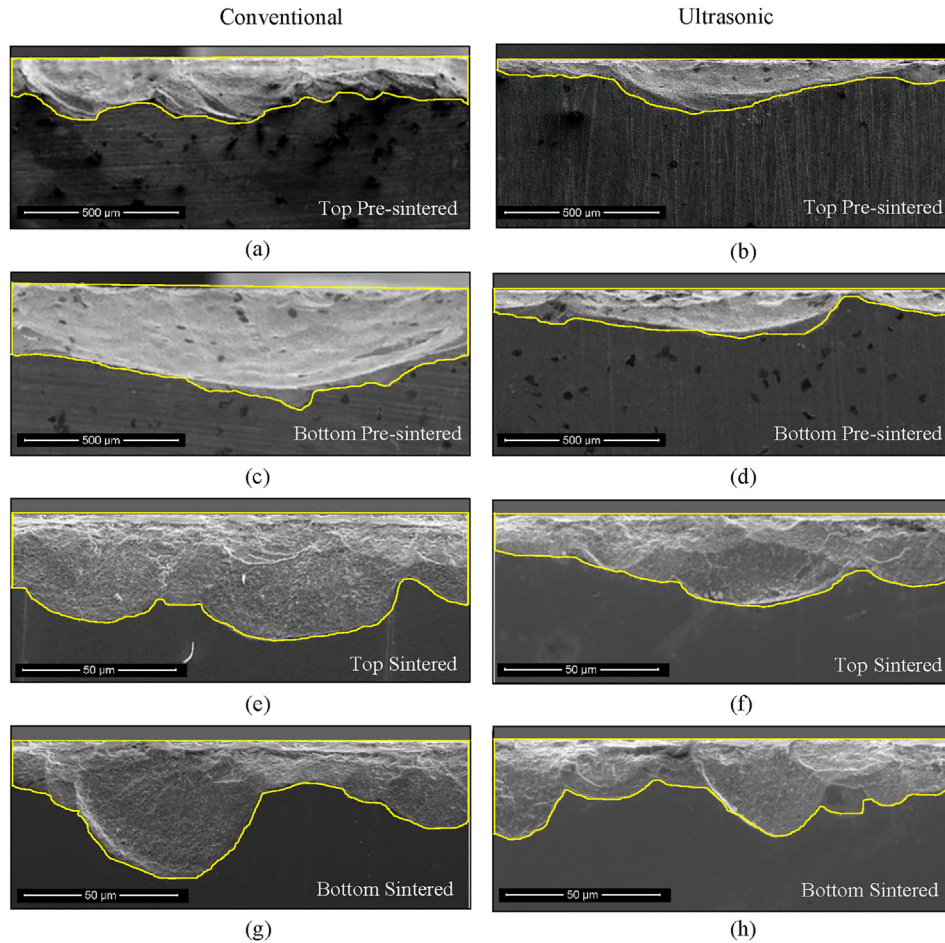 Conventional
Ultrasonic
500 µm
Top Pre-sintered
500 µm
Top Pre-sintered
(a)
(b)
500 µm
Bottom Pre-sintered
500 µm
Bottom Pre-sintered
(c)
(d)
50 µm
Top Sintered
50 µm
Top Sintered
(e)
(f)
50 µm
Bottom Sintered
50 µm
Bottom Sintered
(g)
(h)